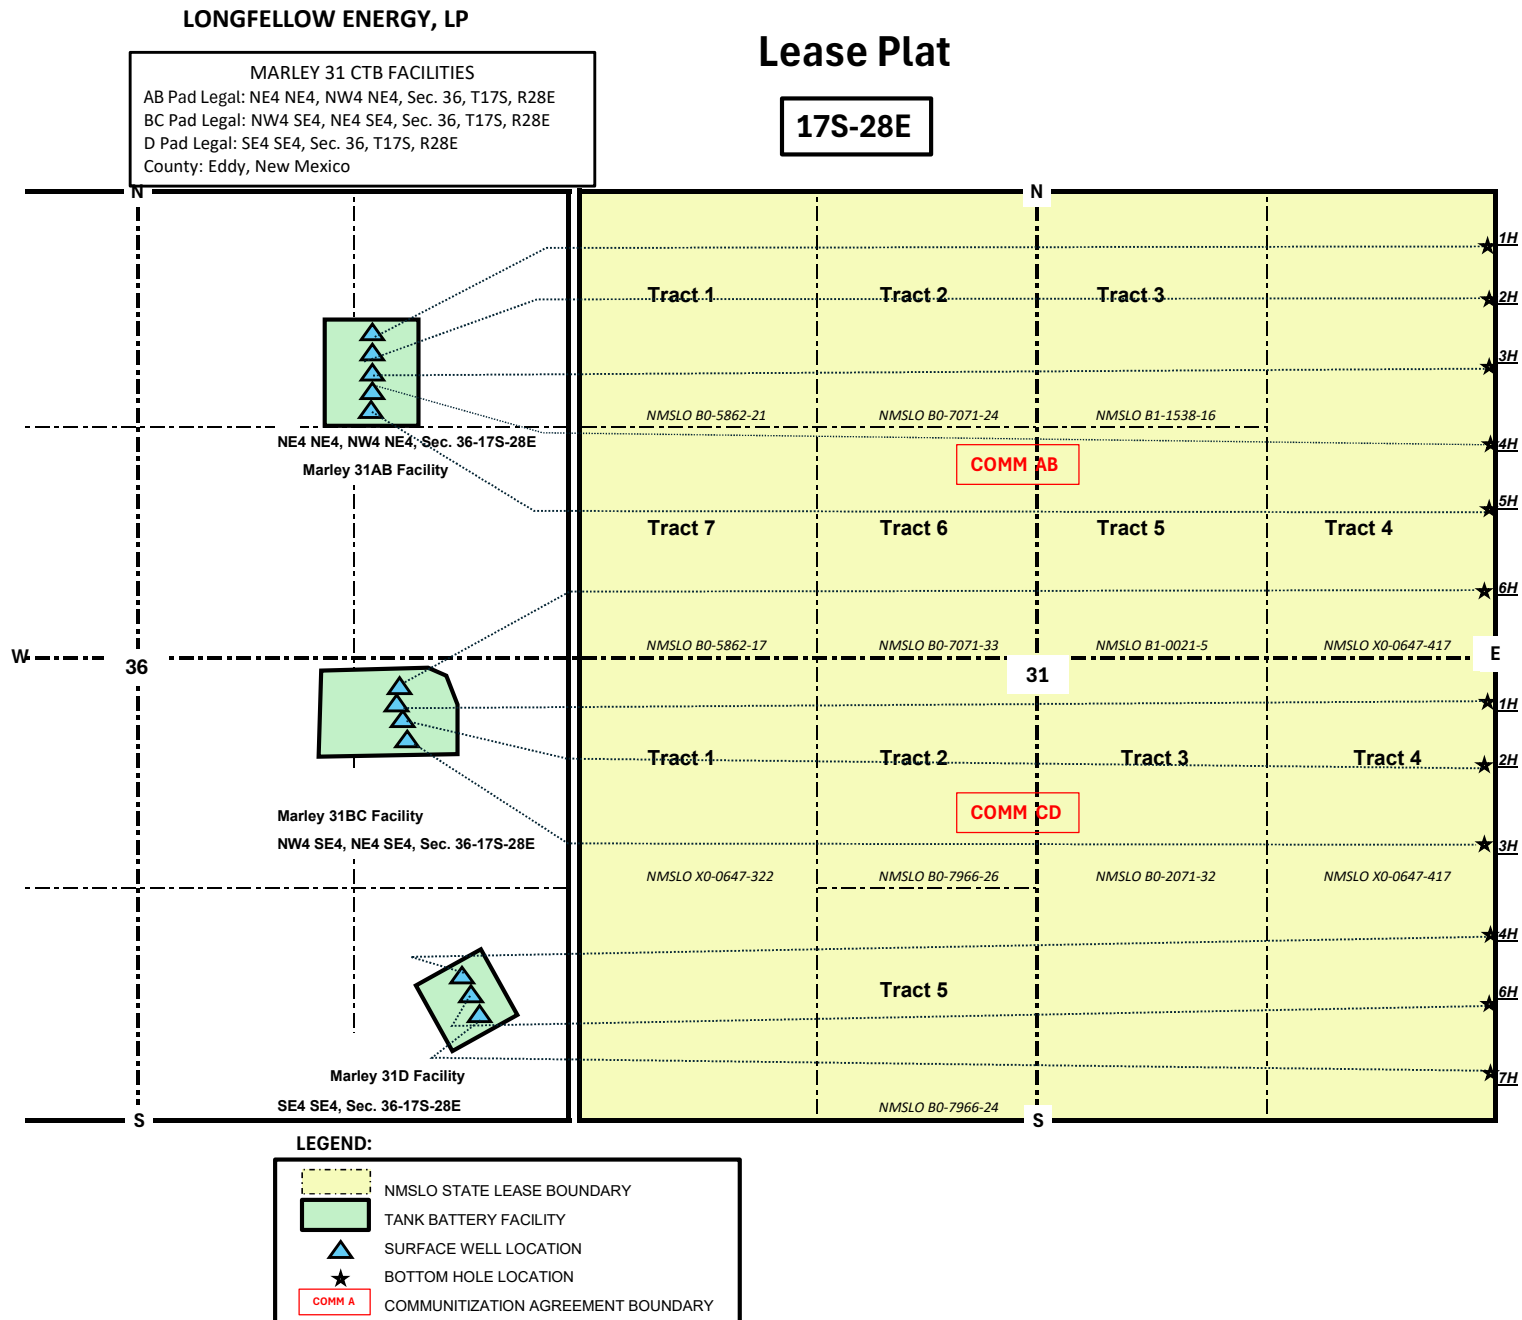 LONGFELLOW ENERGY, LP
Lease Plat
MARLEY 31 CTB FACILITIES
AB Pad Legal: NE4 NE4, NW4 NE4, Sec. 36, T17S, R28E
BC Pad Legal: NW4 SE4, NE4 SE4, Sec. 36, T17S, R28E
D Pad Legal: SE4 SE4, Sec. 36, T17S, R28E
County: Eddy, New Mexico
17S-28E
N
N
1H
Tract 1
Tract 2
Tract 3
2H
3H
NMSLO B0-5862-21
NMSLO B0-7071-24
NMSLO B1-1538-16
NE4 NE4, NW4 NE4, Sec. 36-17S-28E
4H
Marley 31AB Facility
COMM AB
5H
Tract 7
Tract 6
Tract 5
Tract 4
6H
NMSLO B0-5862-17
NMSLO B0-7071-33
NMSLO B1-0021-5
NMSLO X0-0647-417
W
36
31
E
1H
Tract 1
Tract 2
Tract 3
Tract 4
2H
Marley 31BC Facility
COMM CD
NW4 SE4, NE4 SE4, Sec. 36-17S-28E
3H
NMSLO X0-0647-322
NMSLO B0-7966-26
NMSLO B0-2071-32
NMSLO X0-0647-417
4H
Tract 5
6H
Marley 31D Facility
7H
SE4 SE4, Sec. 36-17S-28E
NMSLO B0-7966-24
S
S
LEGEND:
NMSLO STATE LEASE BOUNDARY
TANK BATTERY FACILITY
SURFACE WELL LOCATION
BOTTOM HOLE LOCATION
COMM A
COMMUNITIZATION AGREEMENT BOUNDARY